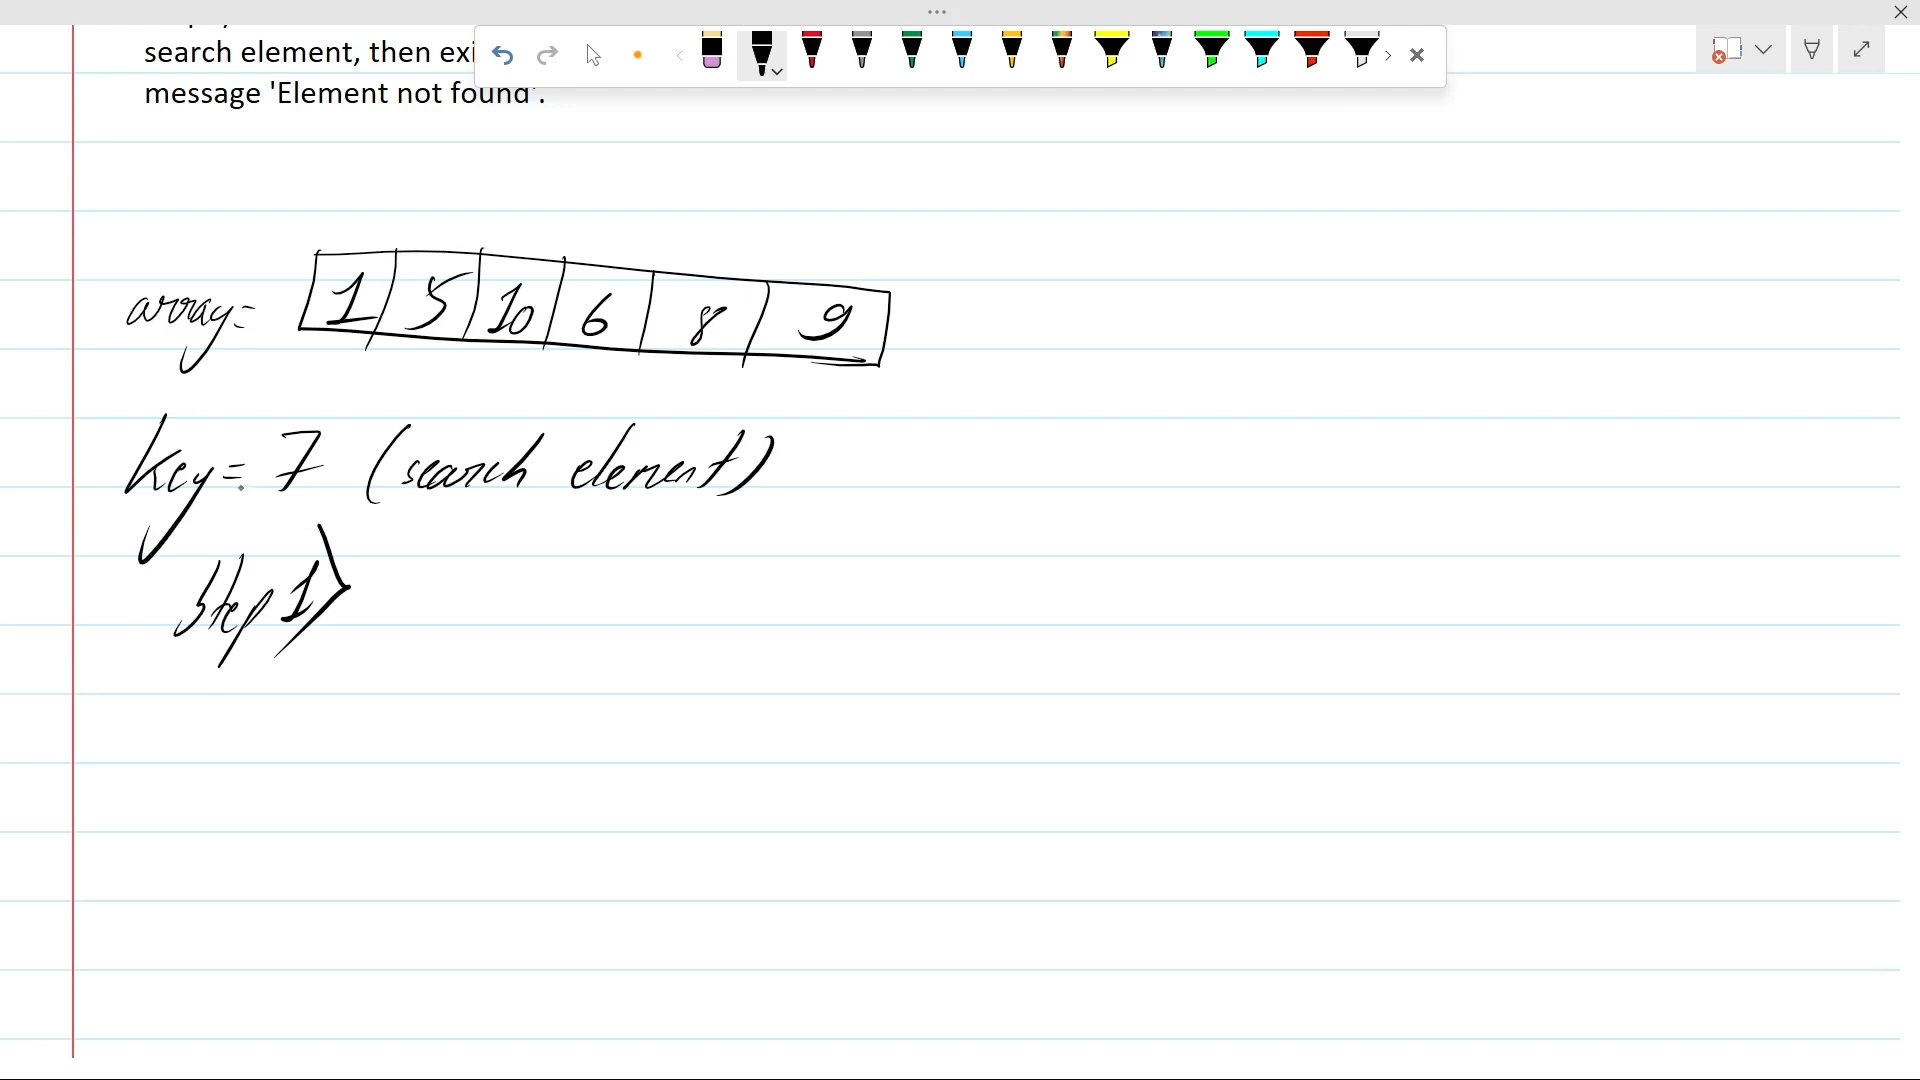 search element, then exi
message 'Element not found'.
array= 1 5 10 6 8 9
Key= 7 (search element)
Step 1>